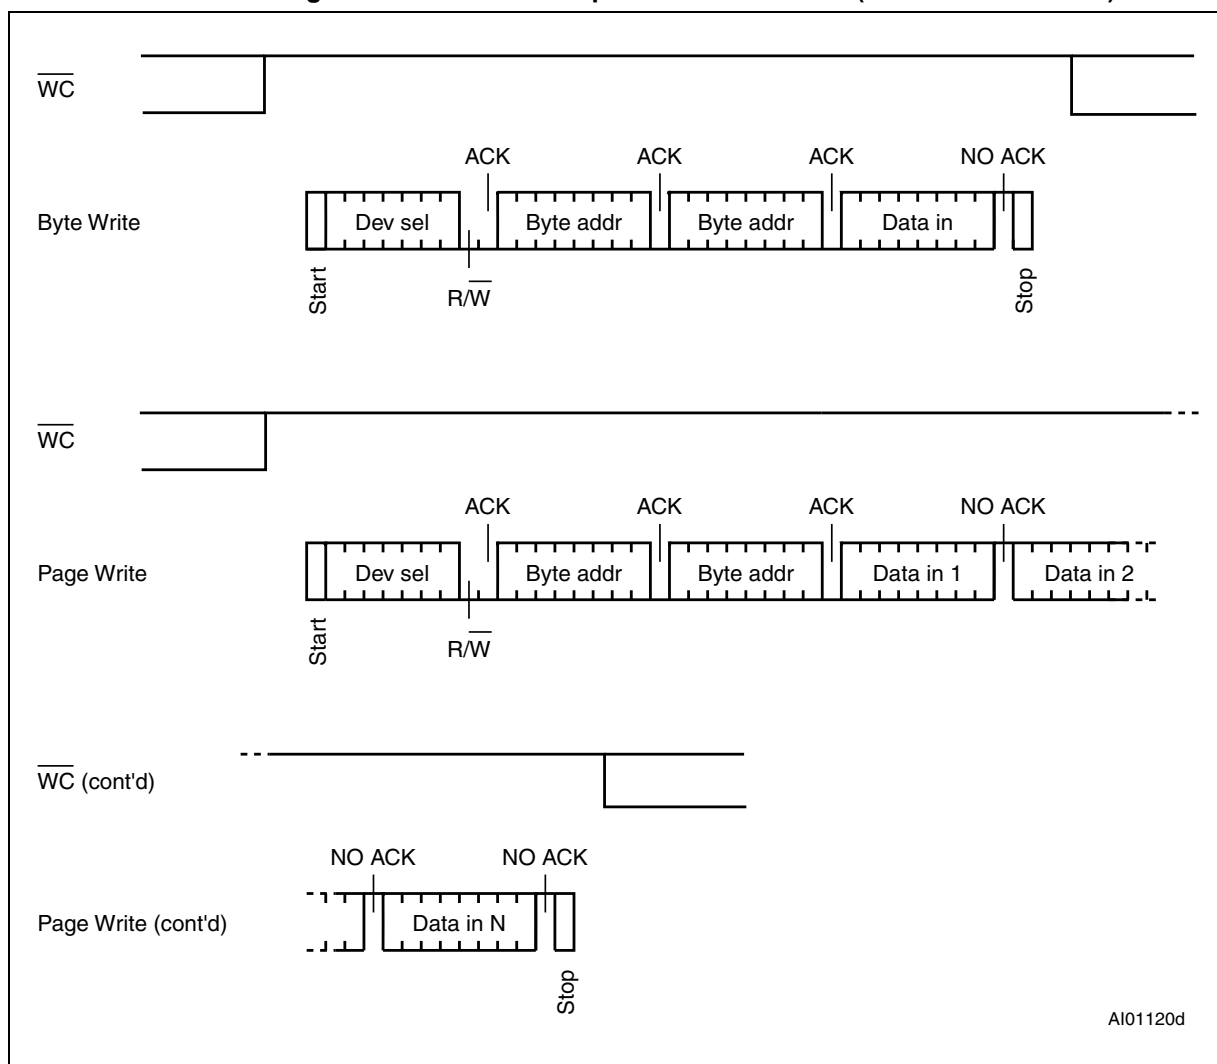 WC
ACK ACK ACK NO ACK
Byte Write Dev sel Byte addr Byte addr Data in
Start R/W Stop
WC
ACK ACK ACK NO ACK
Page Write Dev sel Byte addr Byte addr Data in 1 Data in 2
Start R/W
WC (cont'd)
NO ACK NO ACK
Page Write (cont'd) Data in N
Stop
AI01120d